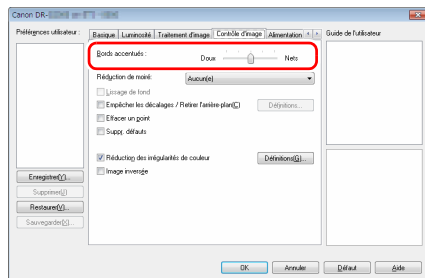 Canon DR-
Préférences utilisateur :
Basique Luminosité Traitement d'image Contrôle d'image Alimentation
Guide de l'utilisateur
Bords accentués :
Doux Nets
Réduction de moiré: Aucun(e)
Lissage de fond
Empêcher les décalages / Retirer l'arrière-plan(C) Définitions...
Effacer un point
Suppr. défauts
Réduction des irrégularités de couleur Définitions(G)...
Image inversée
Enregistrer(Y)...
Supprimer(J)
Restaurer(V)...
Sauvegarder(X)...
OK Annuler Défaut Aide